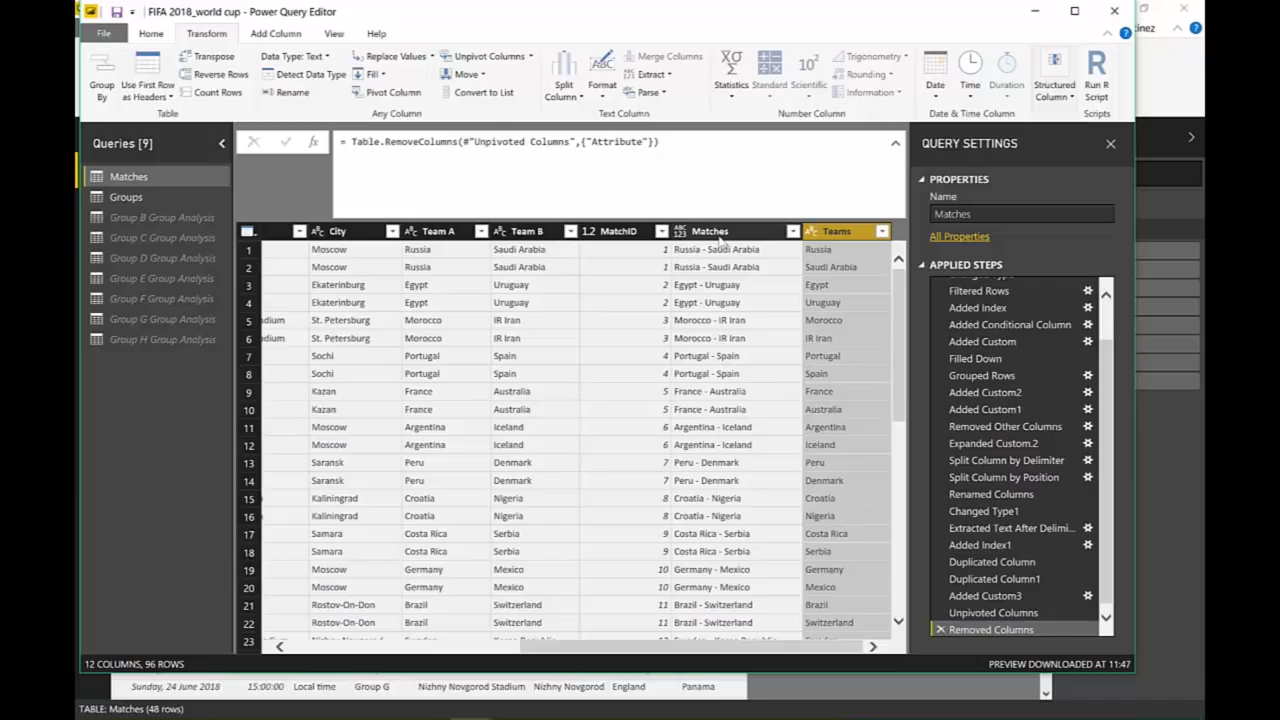 FIFA 2018_world cup - Power Query Editor
File Home Transform Add Column View Help
inez
Group By
Use First Row as Headers
Transpose
Reverse Rows
Count Rows
Table
Data Type: Text
Detect Data Type
Rename
Replace Values
Fill
Pivot Column
Unpivot Columns
Move
Convert to List
Any Column
Split Column
Format
Merge Columns
Extract
Parse
Text Column
Statistics
Standard
Scientific
Trigonometry
Rounding
Information
Number Column
Date
Time
Duration
Date & Time Column
Structured Column
Run R Script
Scripts
Queries [9]
Matches
Groups
Group B Group Analysis
Group C Group Analysis
Group D Group Analysis
Group E Group Analysis
Group F Group Analysis
Group G Group Analysis
Group H Group Analysis
= Table.RemoveColumns(#"Unpivoted Columns",{"Attribute"})
City Team A Team B 1.2 MatchID Matches Teams
1 Moscow Russia Saudi Arabia 1 Russia - Saudi Arabia Russia
2 Moscow Russia Saudi Arabia 1 Russia - Saudi Arabia Saudi Arabia
3 Ekaterinburg Egypt Uruguay 2 Egypt - Uruguay Egypt
4 Ekaterinburg Egypt Uruguay 2 Egypt - Uruguay Uruguay
5 dium St. Petersburg Morocco IR Iran 3 Morocco - IR Iran Morocco
6 dium St. Petersburg Morocco IR Iran 3 Morocco - IR Iran IR Iran
7 Sochi Portugal Spain 4 Portugal - Spain Portugal
8 Sochi Portugal Spain 4 Portugal - Spain Spain
9 Kazan France Australia 5 France - Australia France
10 Kazan France Australia 5 France - Australia Australia
11 Moscow Argentina Iceland 6 Argentina - Iceland Argentina
12 Moscow Argentina Iceland 6 Argentina - Iceland Iceland
13 Saransk Peru Denmark 7 Peru - Denmark Peru
14 Saransk Peru Denmark 7 Peru - Denmark Denmark
15 Kaliningrad Croatia Nigeria 8 Croatia - Nigeria Croatia
16 Kaliningrad Croatia Nigeria 8 Croatia - Nigeria Nigeria
17 Samara Costa Rica Serbia 9 Costa Rica - Serbia Costa Rica
18 Samara Costa Rica Serbia 9 Costa Rica - Serbia Serbia
19 Moscow Germany Mexico 10 Germany - Mexico Germany
20 Moscow Germany Mexico 10 Germany - Mexico Mexico
21 Rostov-On-Don Brazil Switzerland 11 Brazil - Switzerland Brazil
22 Rostov-On-Don Brazil Switzerland 11 Brazil - Switzerland Switzerland
23
QUERY SETTINGS
PROPERTIES
Name
Matches
All Properties
APPLIED STEPS
Filtered Rows
Added Index
Added Conditional Column
Added Custom
Filled Down
Grouped Rows
Added Custom2
Added Custom1
Removed Other Columns
Expanded Custom.2
Split Column by Delimiter
Split Column by Position
Renamed Columns
Changed Type1
Extracted Text After Delimi...
Added Index1
Duplicated Column
Duplicated Column1
Added Custom3
Unpivoted Columns
Removed Columns
12 COLUMNS, 96 ROWS PREVIEW DOWNLOADED AT 11:47
Sunday, 24 June 2018 15:00:00 Local time Group G Nizhny Novgorod Stadium Nizhny Novgorod England Panama
TABLE: Matches (48 rows)